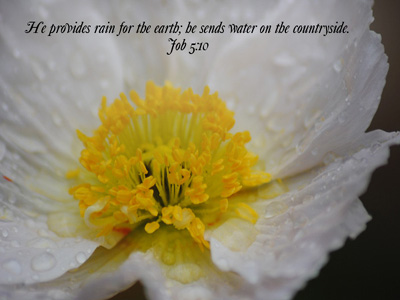 He provides rain for the earth; he sends water on the countryside.
Job 5:10